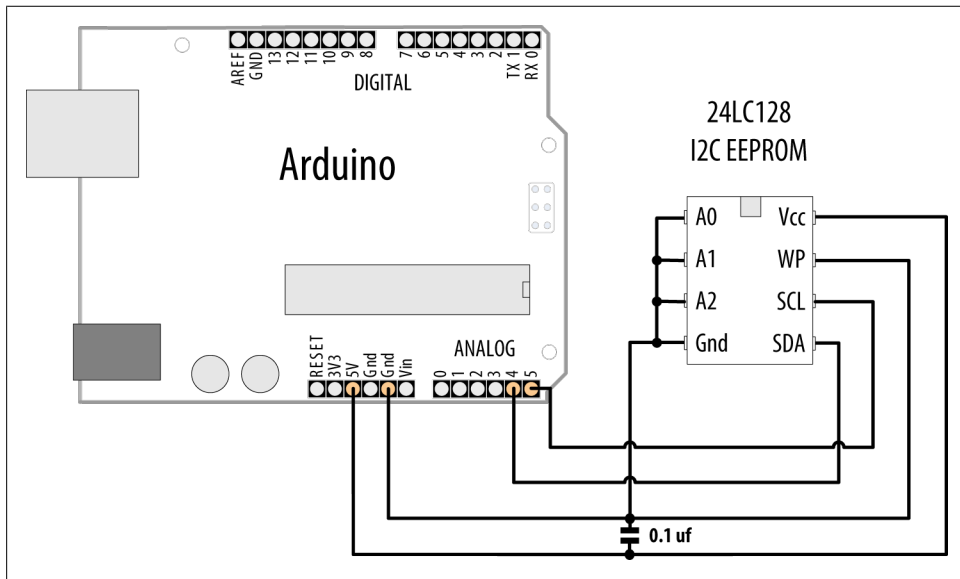 AREF
GND
13
12
11
10
9
8
7
6
5
4
3
2
TX 1
RX 0
DIGITAL
Arduino
24LC128
I2C EEPROM
A0
Vcc
A1
WP
A2
SCL
Gnd
SDA
ANALOG
RESET
3V3
5V
Gnd
Gnd
Vin
0
1
2
3
4
5
0.1 uf